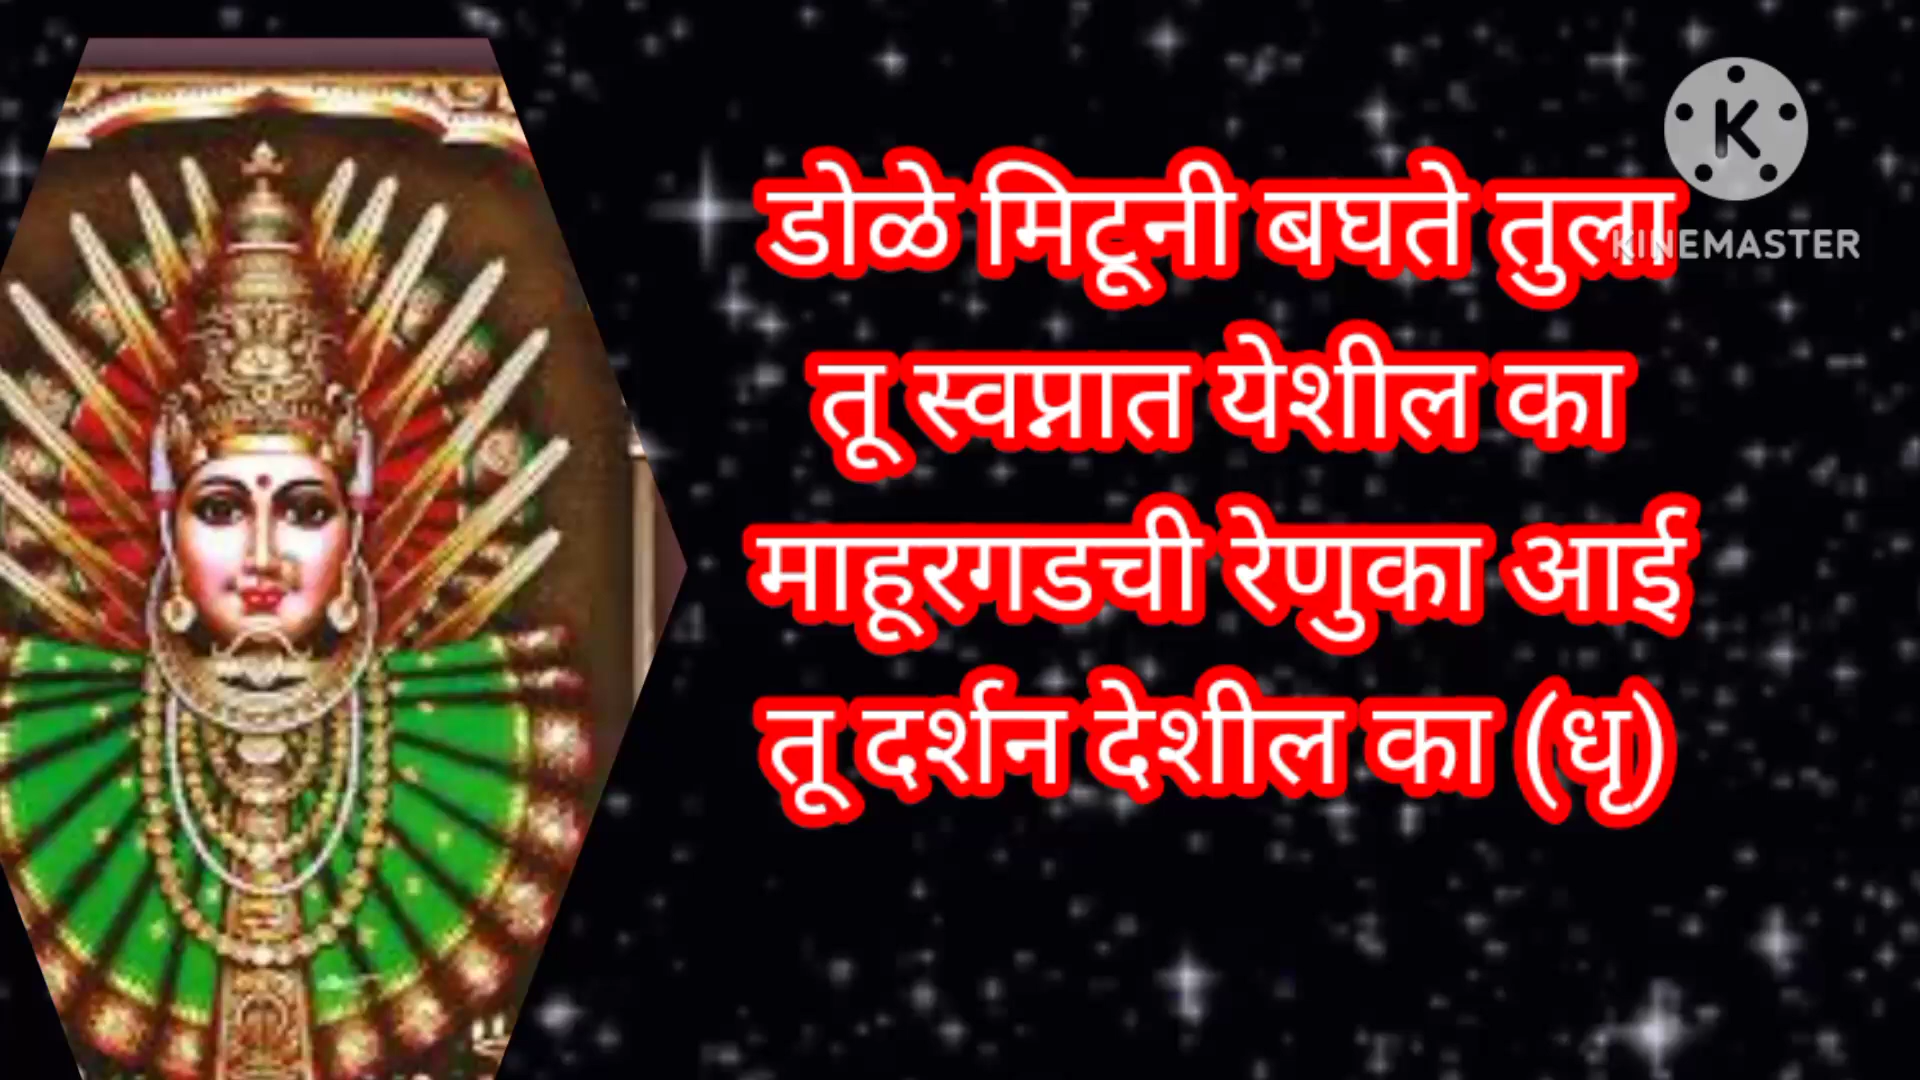 डोळे मिटूनी बघते तुला
तू स्वप्नात येशील का
माहूरगडची रेणुका आई
तू दर्शन देशील का (धृ)
K
KINEMASTER